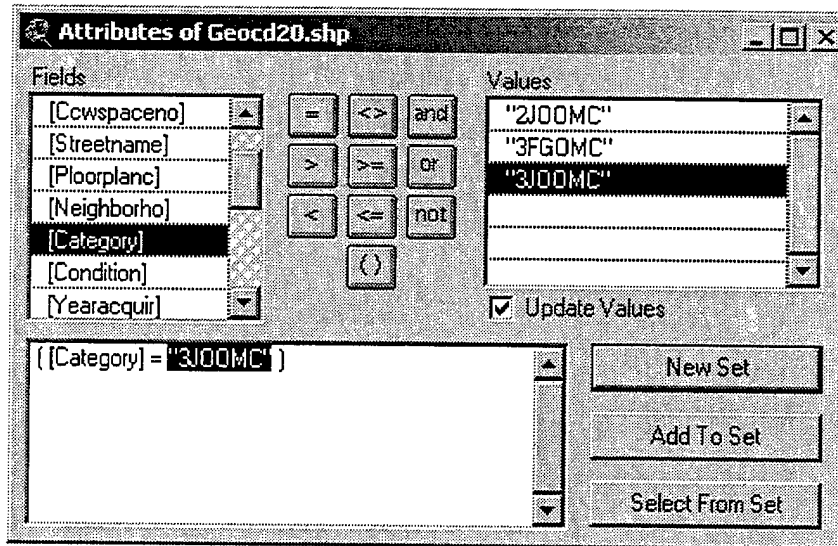 Attributes of Geocd20.shp
Fields
[Ccwspaceno]
[Streetname]
[Ploorplanc]
[Neighborho]
[Category]
[Condition]
[Yearacquir]
= <> and
> >= or
< <= not
()
Values
"2JOOMC"
"3FGOMC"
"3JOOMC"
Update Values
( [Category] = "3JOOMC" )
New Set
Add To Set
Select From Set